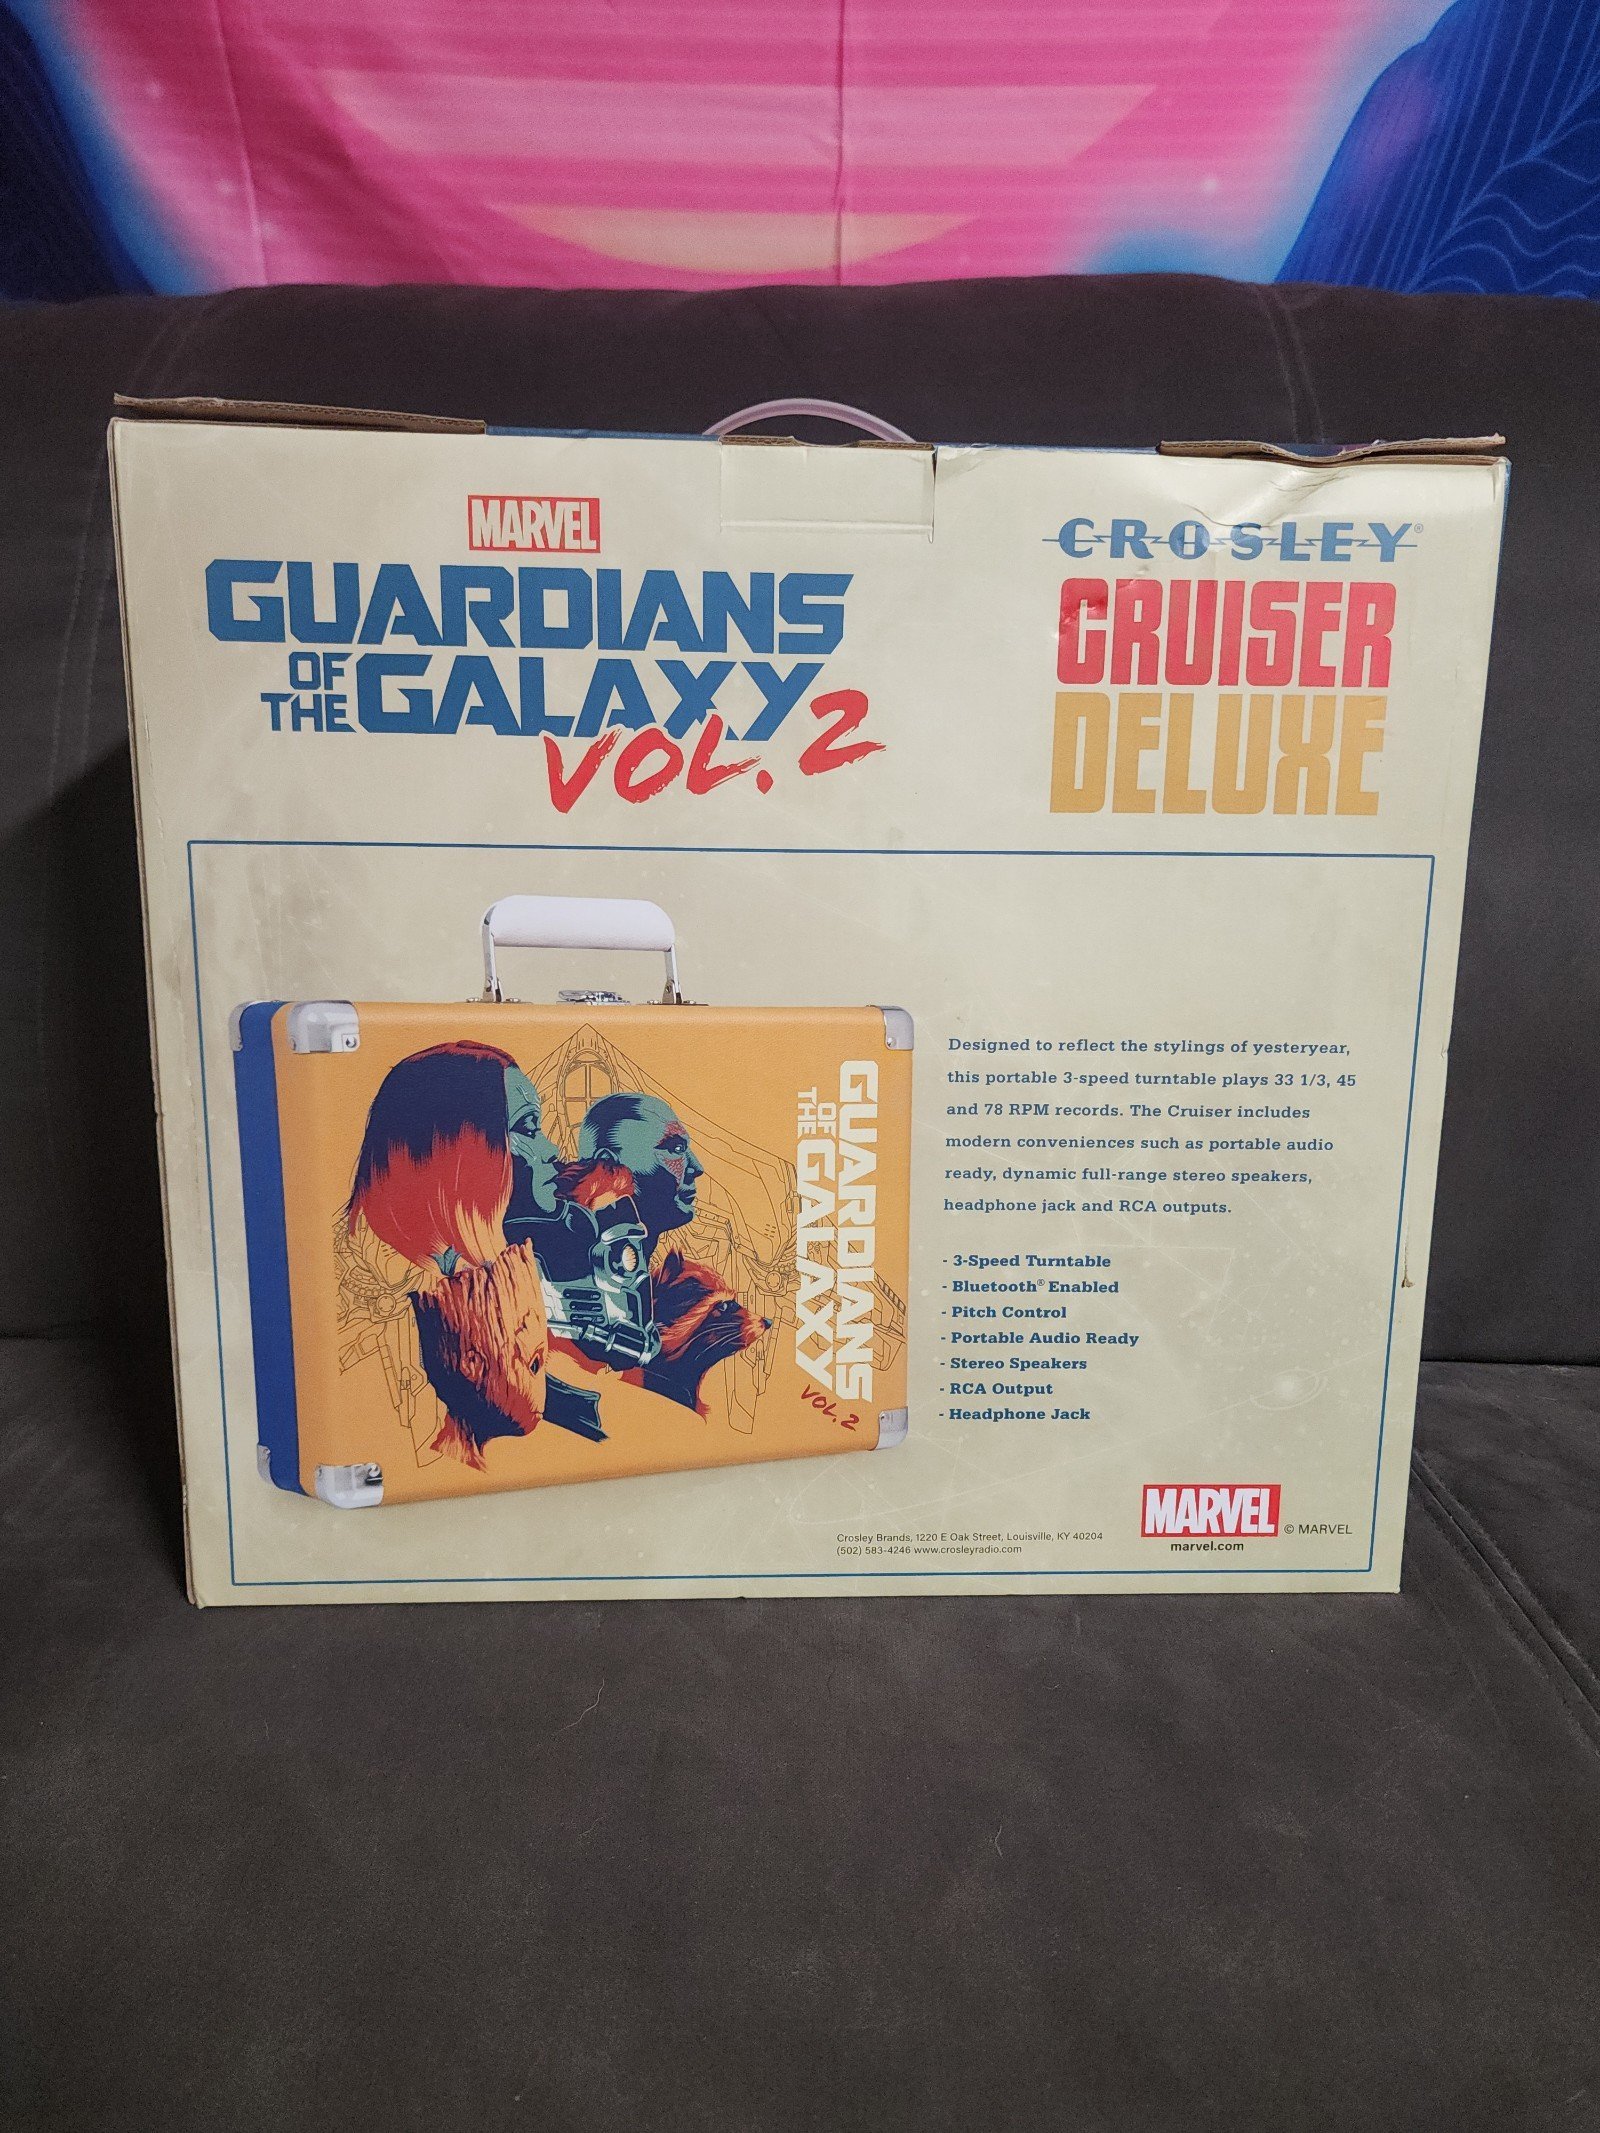 MARVEL
GUARDIANS
OF
THE GALAXY
VOL. 2
CROSLEY®
CRUISER
DELUXE
GUARDIANS
OF
THE GALAXY
VOL. 2
Designed to reflect the stylings of yesteryear,
this portable 3-speed turntable plays 33 1/3, 45
and 78 RPM records. The Cruiser includes
modern conveniences such as portable audio
ready, dynamic full-range stereo speakers,
headphone jack and RCA outputs.
- 3-Speed Turntable
- Bluetooth® Enabled
- Pitch Control
- Portable Audio Ready
- Stereo Speakers
- RCA Output
- Headphone Jack
Crosley Brands, 1220 E Oak Street, Louisville, KY 40204
(502) 583-4246 www.crosleyradio.com
MARVEL © MARVEL
marvel.com